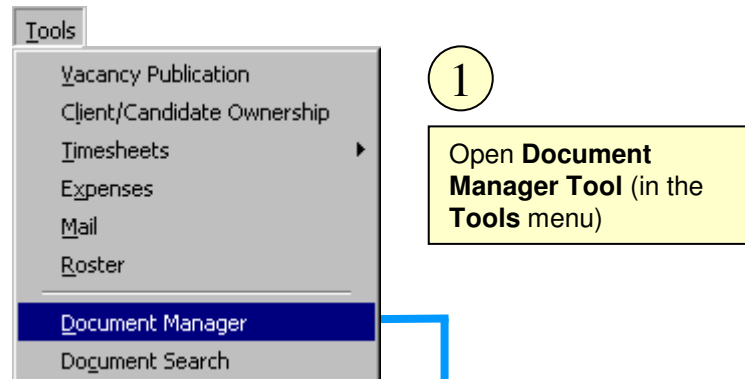 Tools
Vacancy Publication
Client/Candidate Ownership
Timesheets
Expenses
Mail
Roster
Document Manager
Document Search
1
Open Document
Manager Tool (in the
Tools menu)